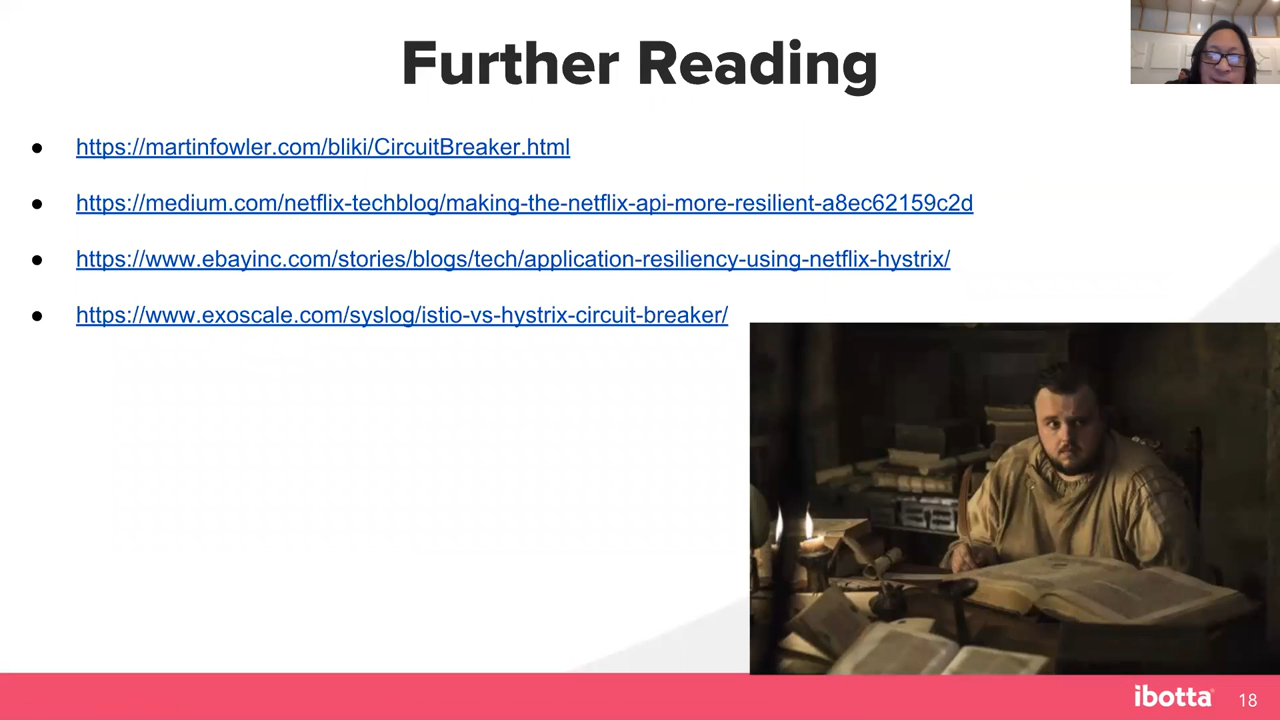 Further Reading
● https://martinfowler.com/bliki/CircuitBreaker.html
● https://medium.com/netflix-techblog/making-the-netflix-api-more-resilient-a8ec62159c2d
● https://www.ebayinc.com/stories/blogs/tech/application-resiliency-using-netflix-hystrix/
● https://www.exoscale.com/syslog/istio-vs-hystrix-circuit-breaker/
ibotta 18